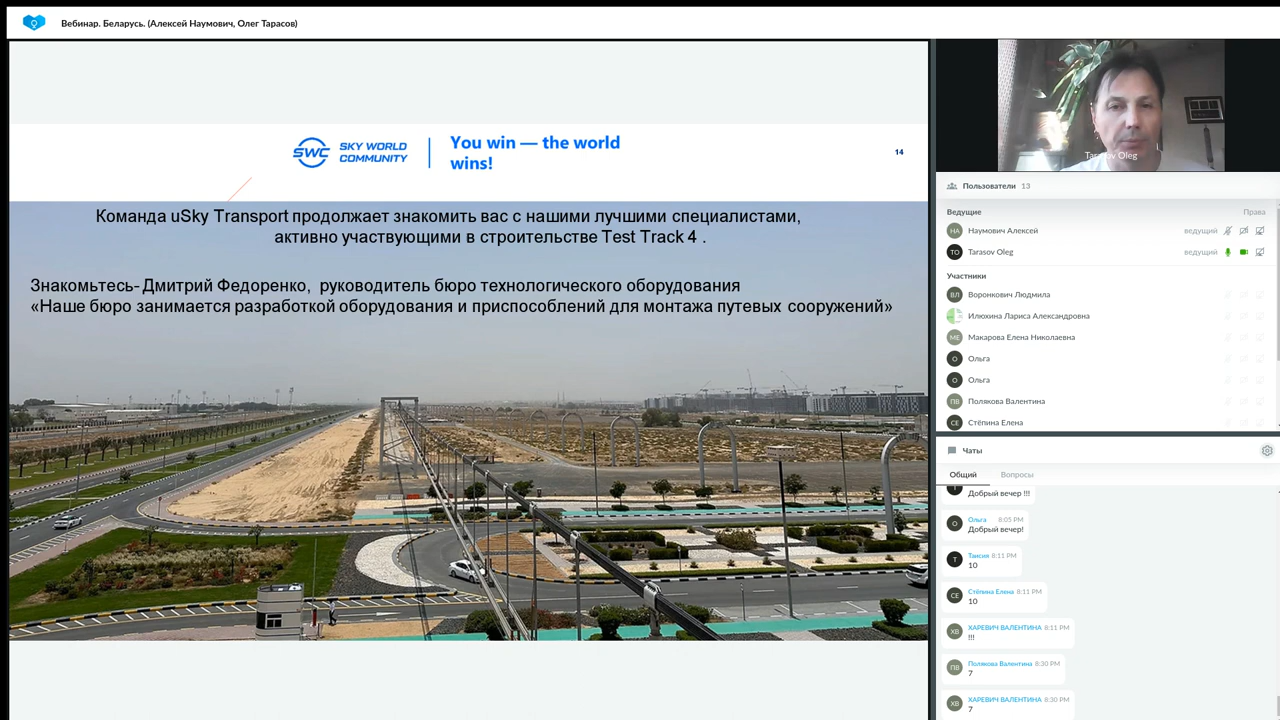 Вебинар. Беларусь. (Алексей Наумович, Олег Тарасов)
SWC
SKY WORLD
COMMUNITY
You win — the world
wins!
14
Команда uSky Transport продолжает знакомить вас с нашими лучшими специалистами,
активно участвующими в строительстве Test Track 4 .
Знакомьтесь- Дмитрий Федоренко, руководитель бюро технологического оборудования
«Наше бюро занимается разработкой оборудования и приспособлений для монтажа путевых сооружений»
Tarasov Oleg
Пользователи 13
Ведущие Права
НА Наумович Алексей ведущий
TO Tarasov Oleg ведущий
Участники
ВЛ Воронкович Людмила
Илюхина Лариса Александровна
МЕ Макарова Елена Николаевна
О Ольга
О Ольга
ПВ Полякова Валентина
СЕ Стёпина Елена
Чаты
Общий Вопросы
Добрый вечер !!!
О Ольга 8:05 PM
Добрый вечер!
Т Таисия 8:11 PM
10
СЕ Стёпина Елена 8:11 PM
10
ХВ ХАРЕВИЧ ВАЛЕНТИНА 8:11 PM
!!!
ПВ Полякова Валентина 8:30 PM
7
ХВ ХАРЕВИЧ ВАЛЕНТИНА 8:30 PM
7